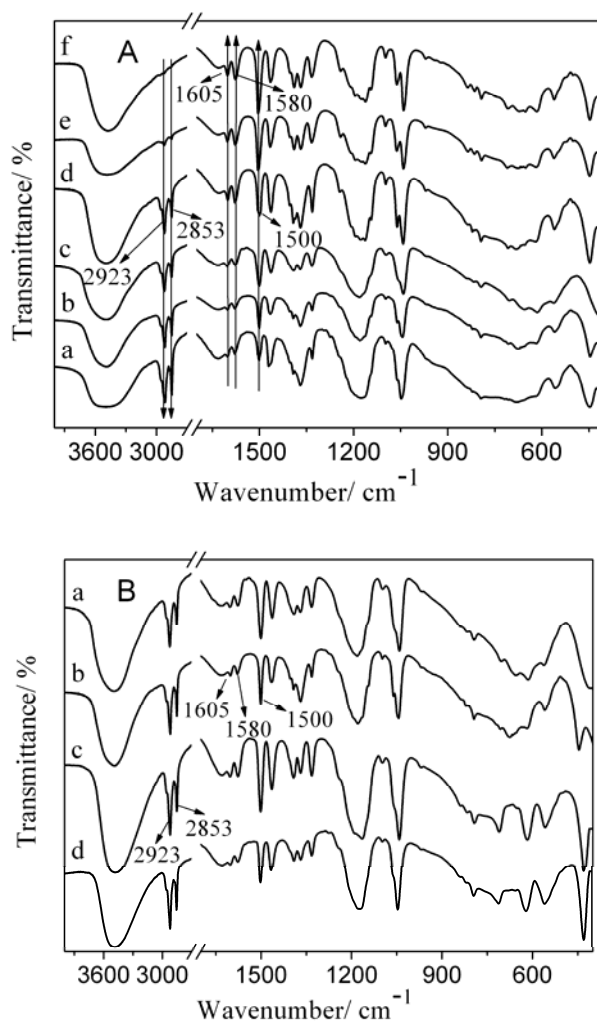 A
f
e
d
c
b
a
1605
1580
2853
2923
1500
Transmittance/ %
3600 3000 1500 1200 900 600
Wavenumber/ cm-1
B
a
b
c
d
1605
1580
1500
2853
2923
Transmittance/ %
3600 3000 1500 1200 900 600
Wavenumber/ cm-1